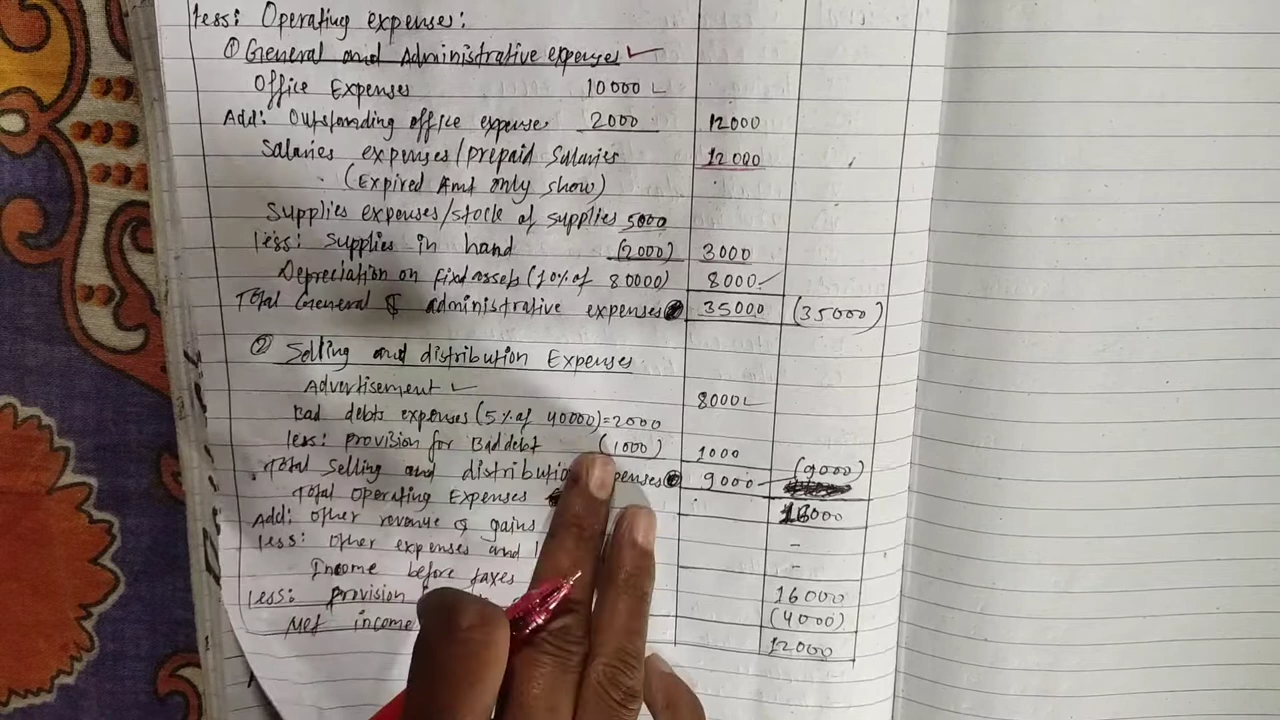 less: Operating expenses:
① General and Administrative expenses ✓
Office Expenses 10000
Add: Outstanding office expense 2000 12000
Salaries expenses/prepaid Salaries 12000
(Expired Amt only show)
Supplies expenses/stock of supplies 5000
less: supplies in hand (2000) 3000
Depreciation on fixed assets (10% of 80000) 8000
Total General & administrative expenses 35000 (35000)
② Selling and distribution Expenses
Advertisement 8000
Bad debts expenses (5% of 40000)=2000
less: provision for Bad debt (1000) 1000
Total Selling and distribution 9000 (9000)
Total Operating Expenses 16000
Add: Other revenue & gains -
less: Other expenses and -
Income before taxes 16000
less: provision (4000)
Net income 12000